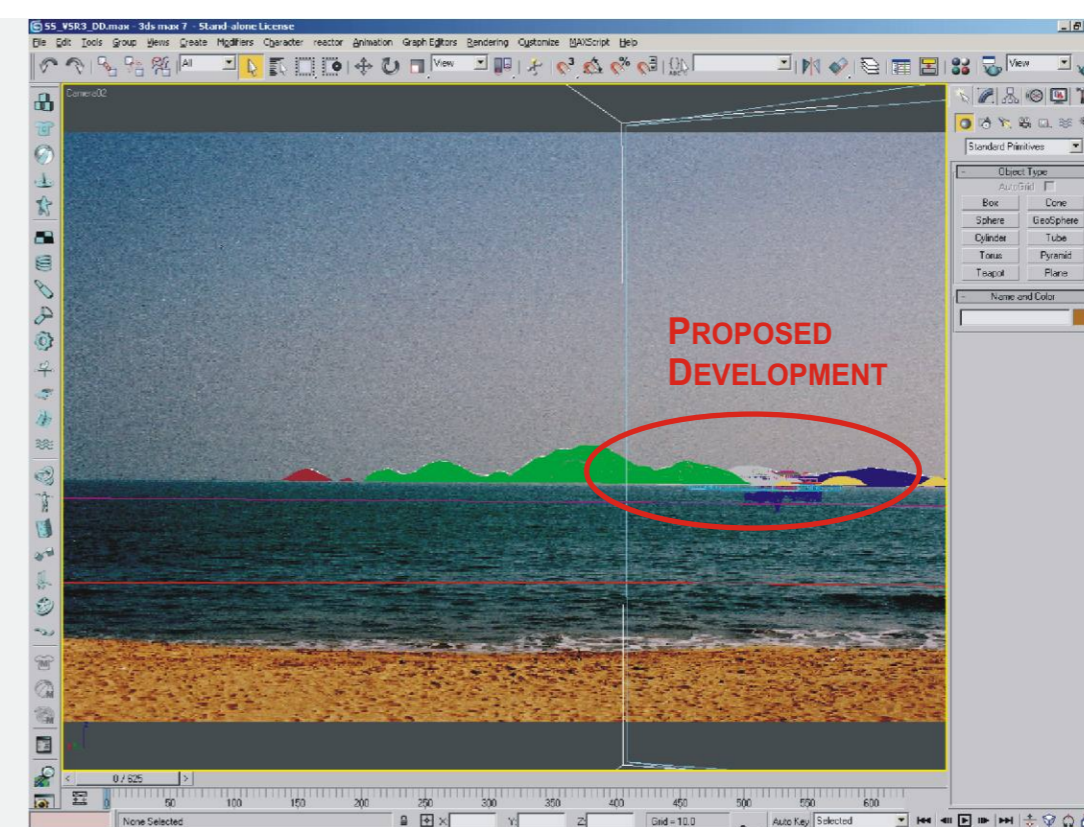 55_VSR3_DD.max - 3ds max 7 - Stand-alone License
File Edit Tools Group Views Create Modifiers Character reactor Animation Graph Editors Rendering Customize MAXScript Help
All
View
View
Camera02
Standard Primitives
- Object Type
AutoGrid
Box Cone
Sphere GeoSphere
Cylinder Tube
Torus Pyramid
Teapot Plane
- Name and Color
PROPOSED
DEVELOPMENT
< 0 / 625 >
0 50 100 150 200 250 300 350 400 450 500 550 600
None Selected X: Y: Z: Grid = 10.0 Auto Key Selected